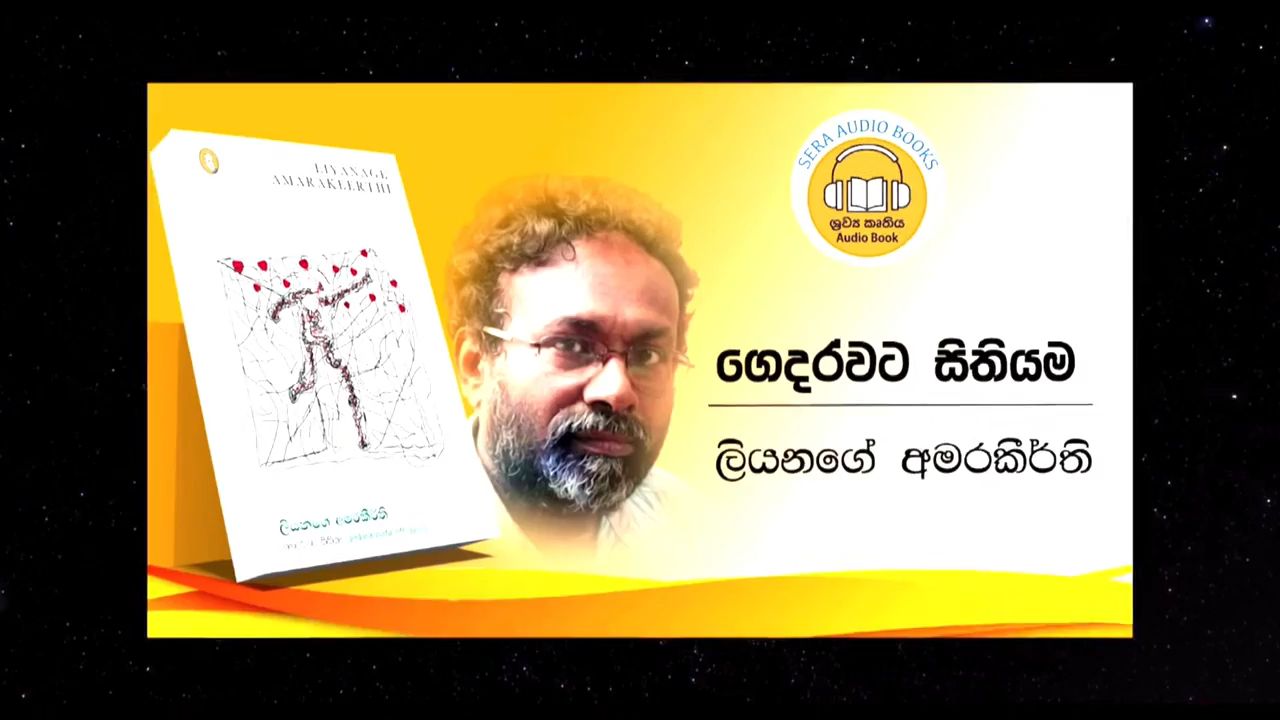 LIYANAGE
AMARAKEERTHI
ලියනගෙ අමරකීර්ති
SERA AUDIO BOOKS
ශ්‍රව්‍ය කෘතිය
Audio Book
ගෙදරවට සිතියම
ලියනගේ අමරකීර්ති